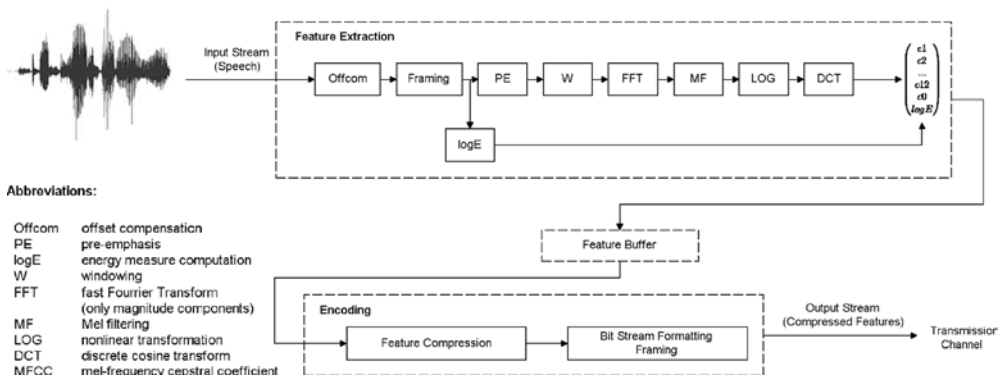 Feature Extraction
Input Stream
(Speech)
Offcom
Framing
PE
W
FFT
MF
LOG
DCT
c1
c2
...
c12
c0
logE
logE
Abbreviations:
Offcom offset compensation
PE pre-emphasis
logE energy measure computation
W windowing
FFT fast Fourrier Transform
(only magnitude components)
MF Mel filtering
LOG nonlinear transformation
DCT discrete cosine transform
MFCC mel-frequency cepstral coefficient
Feature Buffer
Encoding
Feature Compression
Bit Stream Formatting
Framing
Output Stream
(Compressed Features)
Transmission
Channel